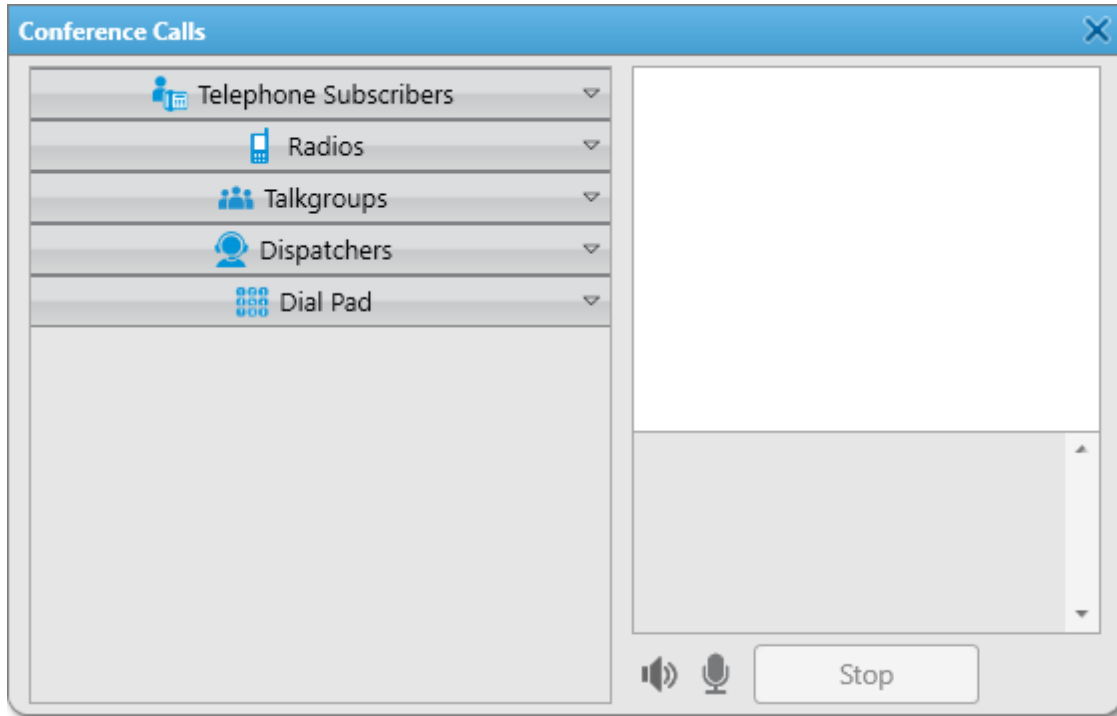 Conference Calls
Telephone Subscribers
Radios
Talkgroups
Dispatchers
Dial Pad
Stop